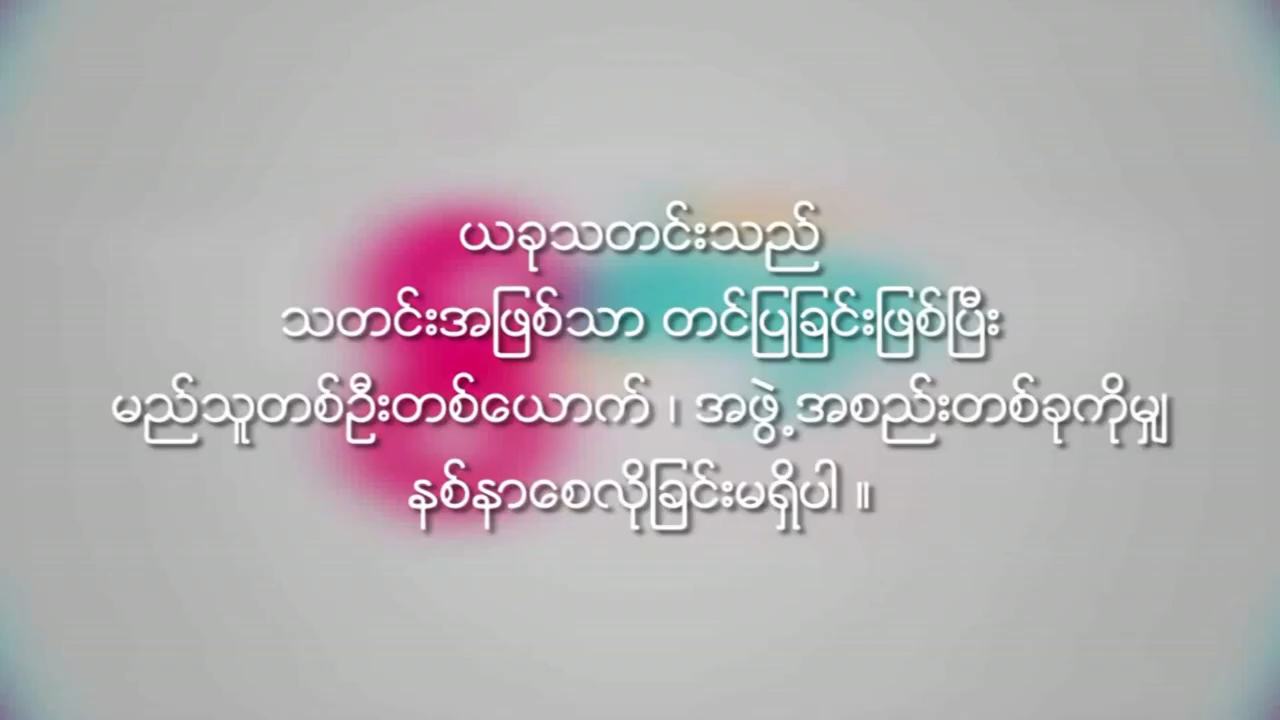 ယခုသတင်းသည်
သတင်းအဖြစ်သာ တင်ပြခြင်းဖြစ်ပြီး
မည်သူတစ်ဦးတစ်ယောက် ၊ အဖွဲ့အစည်းတစ်ခုကိုမျှ
နစ်နာစေလိုခြင်းမရှိပါ ။